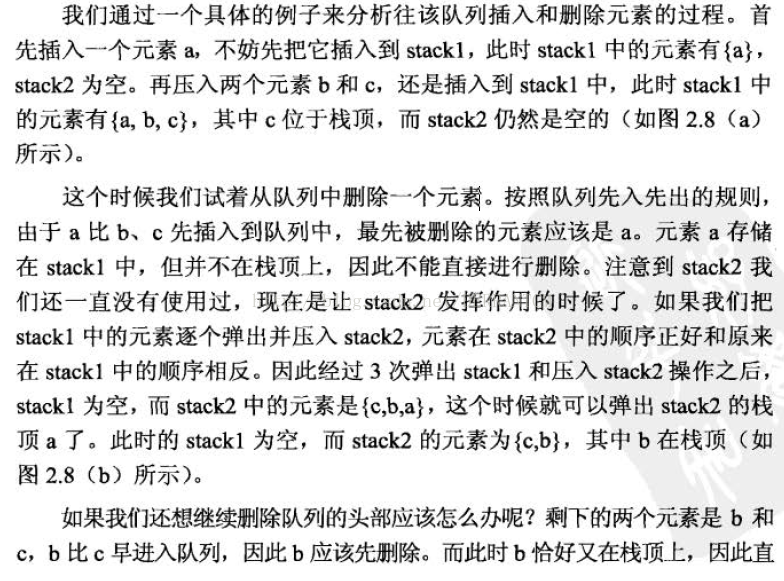 我们通过一个具体的例子来分析往该队列插入和删除元素的过程。首
先插入一个元素 a，不妨先把它插入到 stack1，此时 stack1 中的元素有{a}，
stack2 为空。再压入两个元素 b 和 c，还是插入到 stack1 中，此时 stack1 中
的元素有{a, b, c}，其中 c 位于栈顶，而 stack2 仍然是空的（如图 2.8（a）
所示）。
这个时候我们试着从队列中删除一个元素。按照队列先入先出的规则，
由于 a 比 b、c 先插入到队列中，最先被删除的元素应该是 a。元素 a 存储
在 stack1 中，但并不在栈顶上，因此不能直接进行删除。注意到 stack2 我
们还一直没有使用过，现在是让 stack2 发挥作用的时候了。如果我们把
stack1 中的元素逐个弹出并压入 stack2，元素在 stack2 中的顺序正好和原来
在 stack1 中的顺序相反。因此经过 3 次弹出 stack1 和压入 stack2 操作之后，
stack1 为空，而 stack2 中的元素是{c,b,a}，这个时候就可以弹出 stack2 的栈
顶 a 了。此时的 stack1 为空，而 stack2 的元素为{c,b}，其中 b 在栈顶（如
图 2.8（b）所示）。
如果我们还想继续删除队列的头部应该怎么办呢？剩下的两个元素是 b 和
c，b 比 c 早进入队列，因此 b 应该先删除。而此时 b 恰好又在栈顶上，因此直